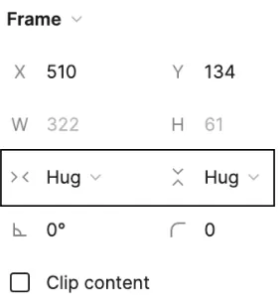 Frame
X 510 Y 134
W 322 H 61
Hug Hug
0° 0
Clip content